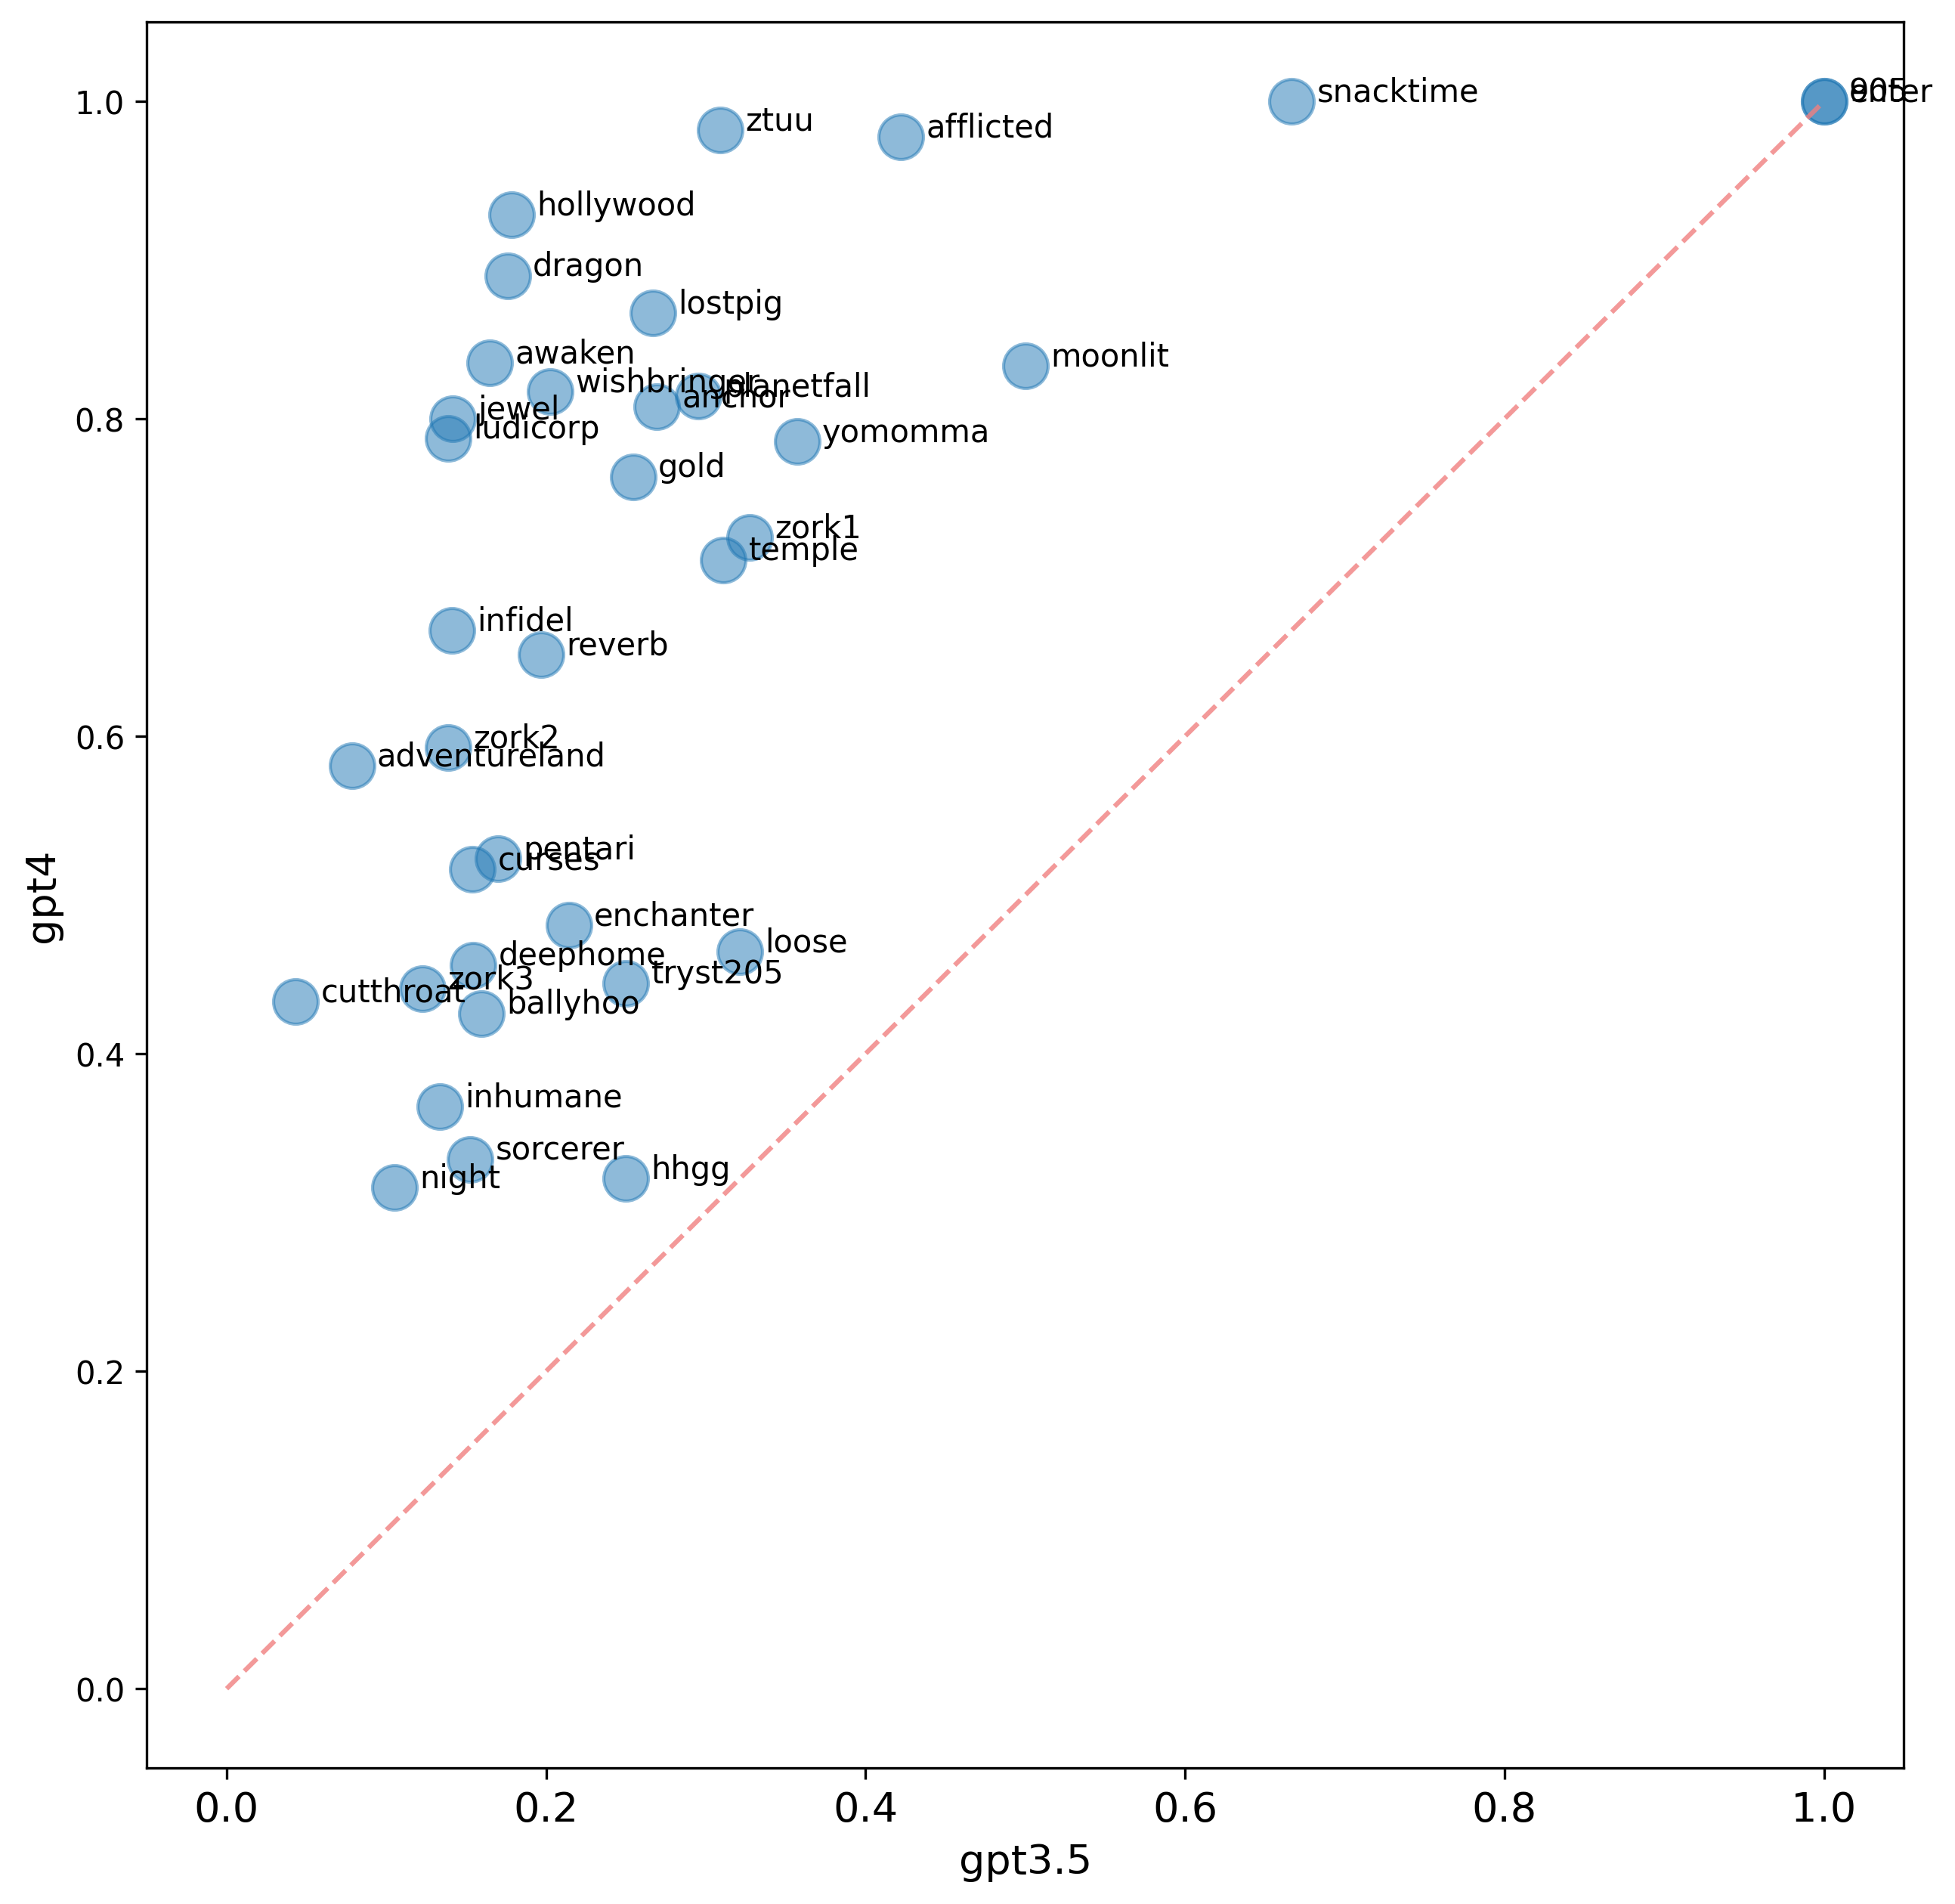 1.0
snacktime
905
enter
ztuu
afflicted
hollywood
dragon
lostpig
awaken
moonlit
wishbringer
planetfall
anchor
0.8
jewel
ludicorp
yomomma
gold
zork1
temple
infidel
reverb
0.6
zork2
adventureland
pentari
curses
gpt4
enchanter
loose
deephome
tryst205
zork3
cutthroat
ballyhoo
0.4
inhumane
sorcerer
hhgg
night
0.2
0.0
0.0 0.2 0.4 0.6 0.8 1.0
gpt3.5